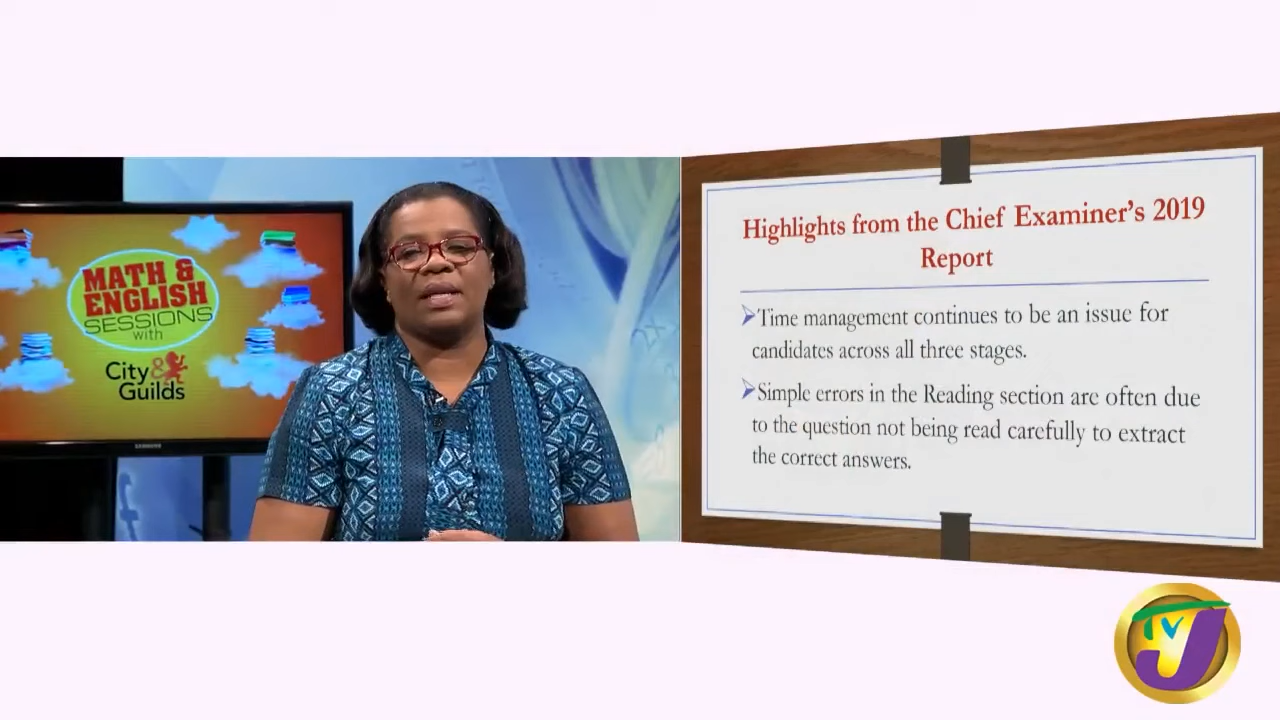 MATH &
ENGLISH
SESSIONS
with
City &
Guilds
SAMSUNG
Highlights from the Chief Examiner's 2019
Report
Time management continues to be an issue for
candidates across all three stages.
Simple errors in the Reading section are often due
to the question not being read carefully to extract
the correct answers.
TVJ